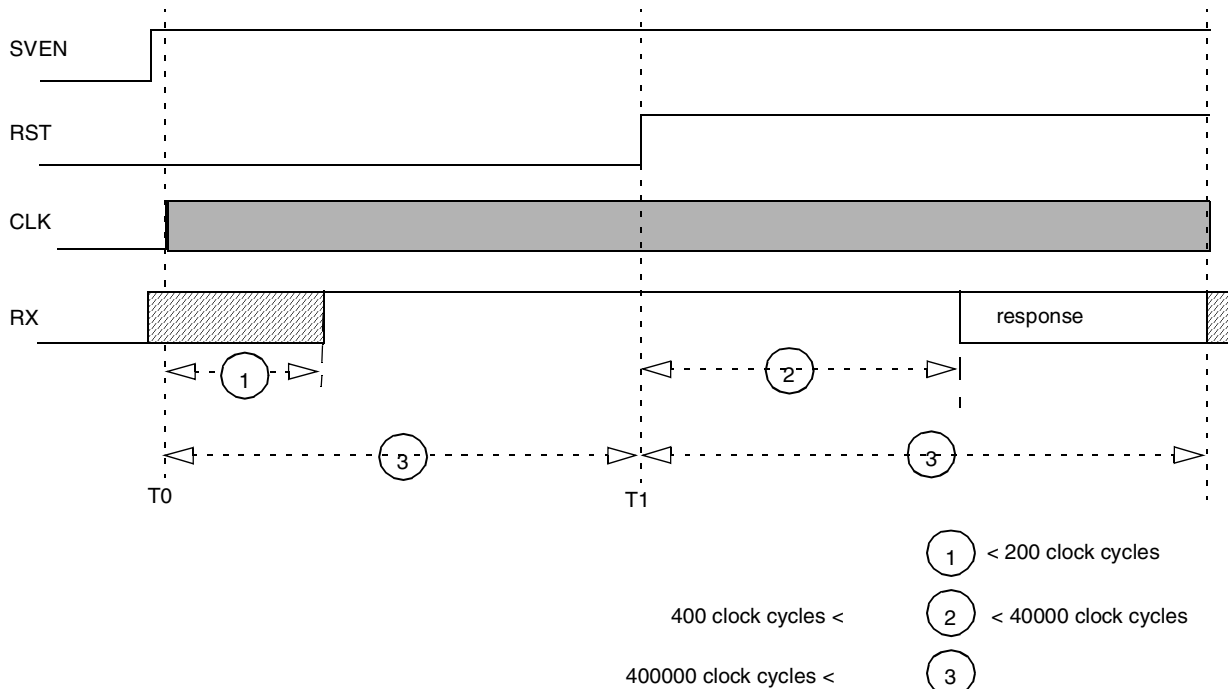 SVEN
RST
CLK
RX
response
1
2
3
3
T0
T1
1 < 200 clock cycles
400 clock cycles < 2 < 40000 clock cycles
400000 clock cycles < 3